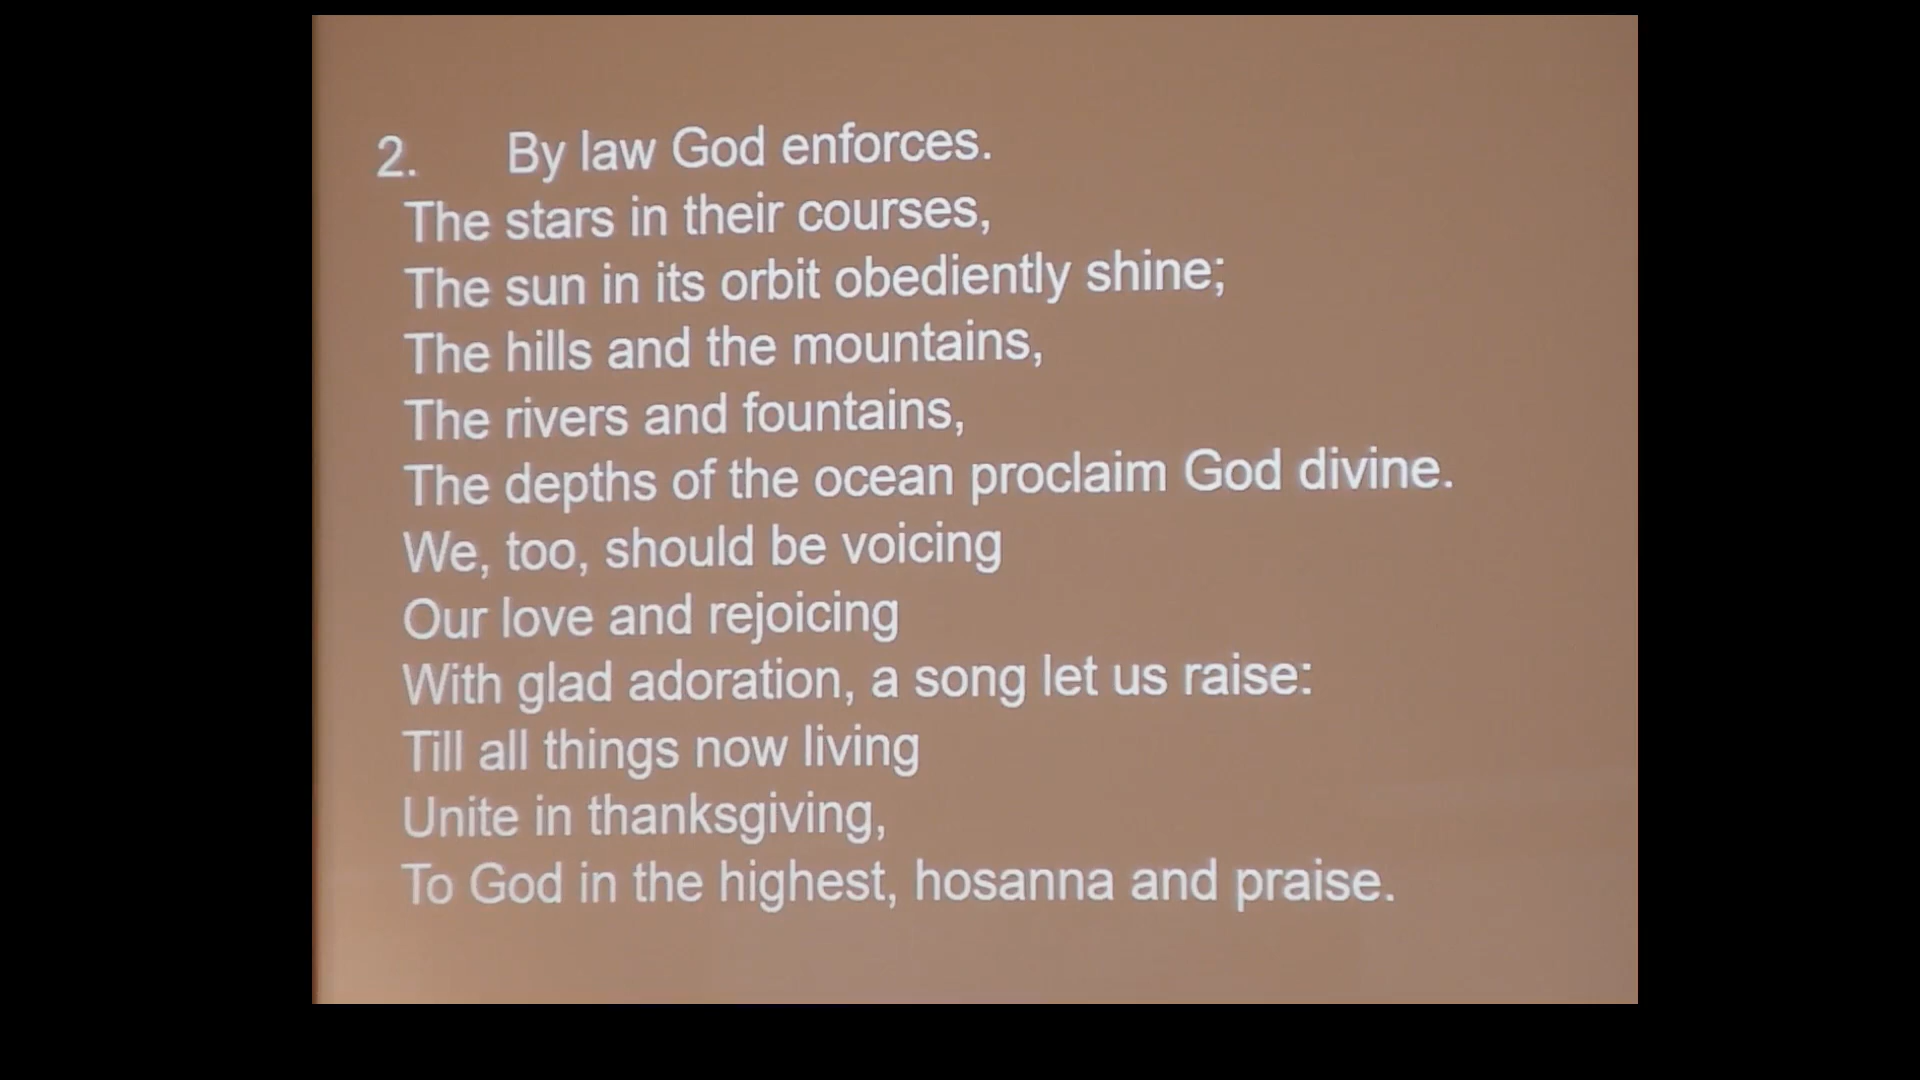 2. By law God enforces.
The stars in their courses,
The sun in its orbit obediently shine;
The hills and the mountains,
The rivers and fountains,
The depths of the ocean proclaim God divine.
We, too, should be voicing
Our love and rejoicing
With glad adoration, a song let us raise:
Till all things now living
Unite in thanksgiving,
To God in the highest, hosanna and praise.